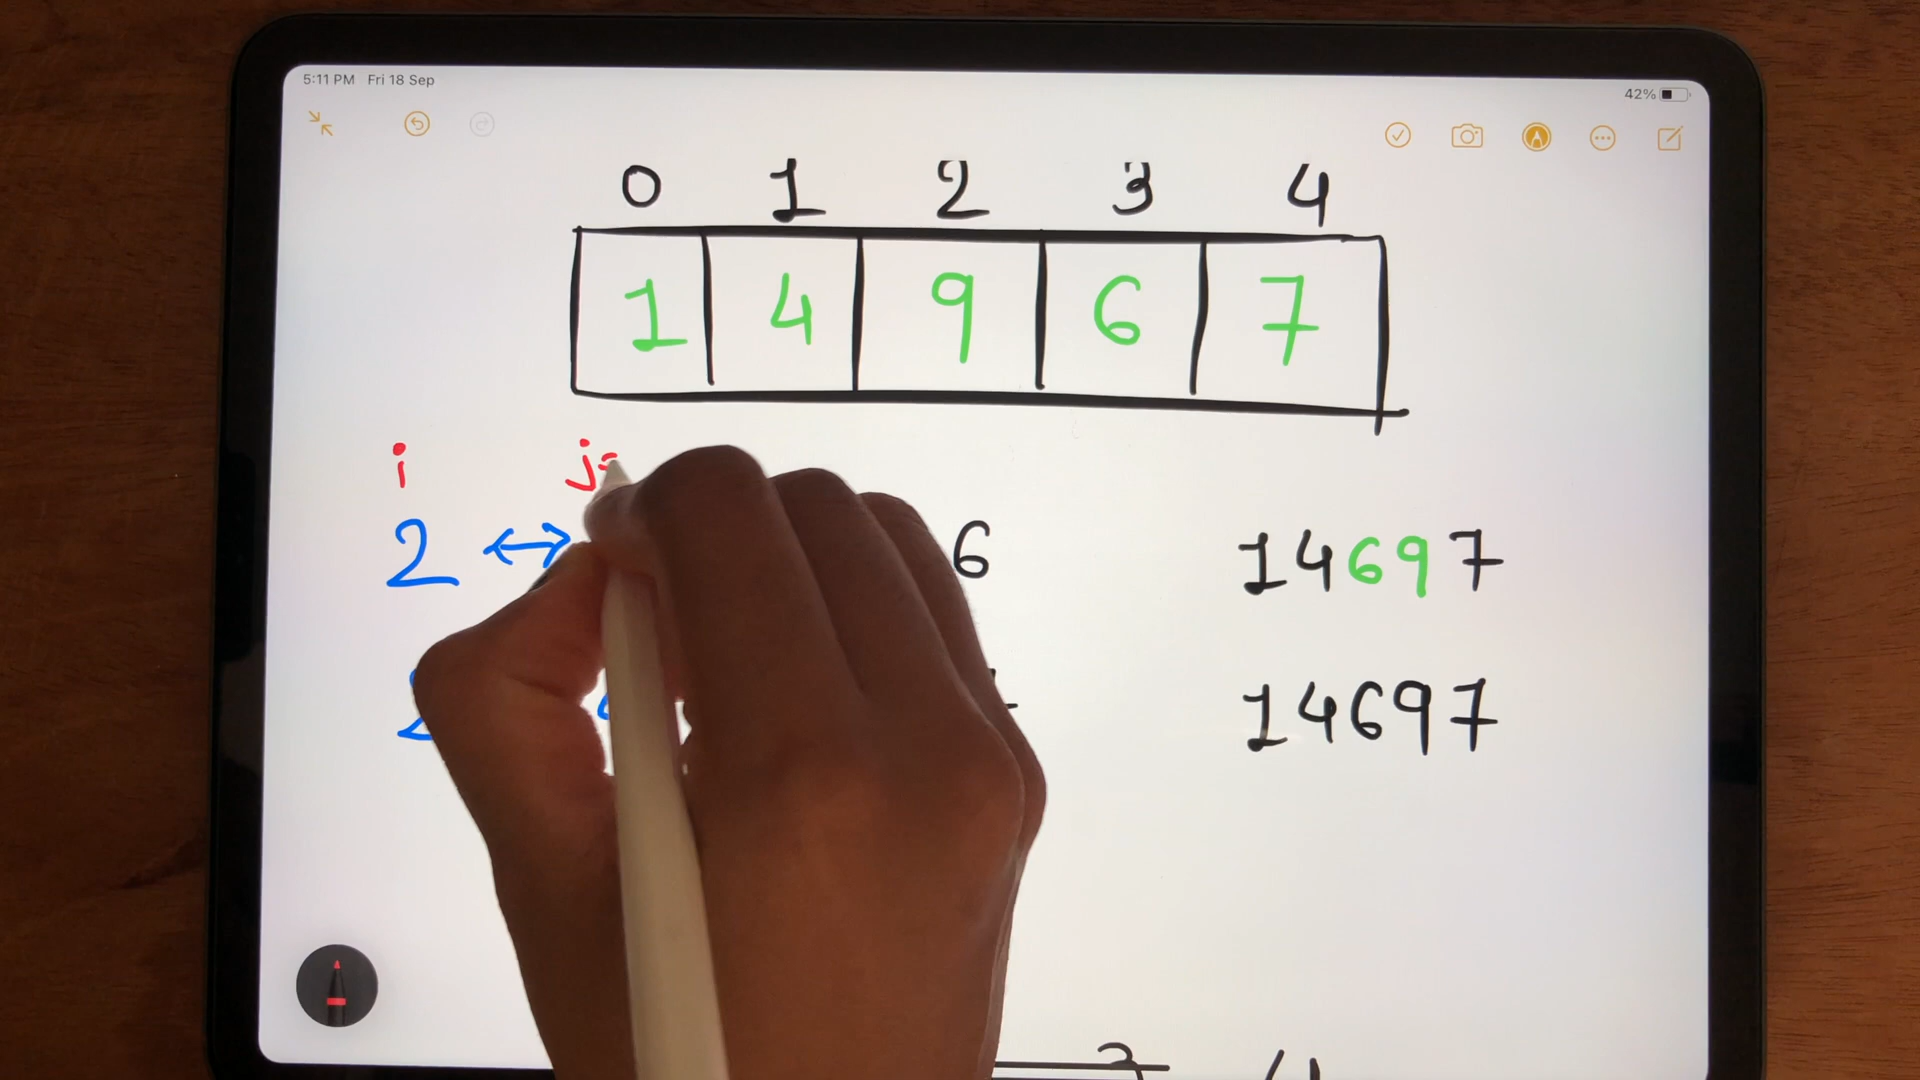 5:11 PM Fri 18 Sep
42%
0 1 2 3 4
1 4 9 6 7
i j=
2 ↔ 6 14697
14697